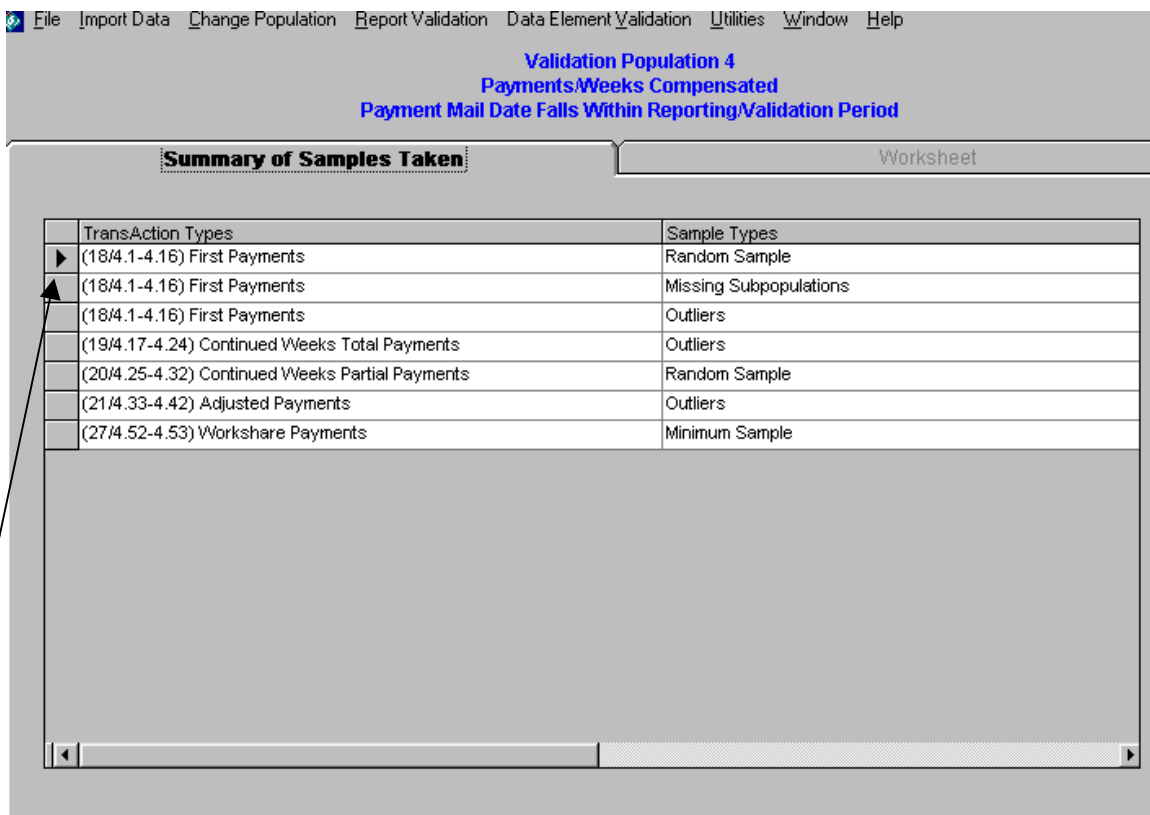 File Import Data Change Population Report Validation Data Element Validation Utilities Window Help
Validation Population 4
Payments/Weeks Compensated
Payment Mail Date Falls Within Reporting/Validation Period
Summary of Samples Taken Worksheet
TransAction Types Sample Types
(18/4.1-4.16) First Payments Random Sample
(18/4.1-4.16) First Payments Missing Subpopulations
(18/4.1-4.16) First Payments Outliers
(19/4.17-4.24) Continued Weeks Total Payments Outliers
(20/4.25-4.32) Continued Weeks Partial Payments Random Sample
(21/4.33-4.42) Adjusted Payments Outliers
(27/4.52-4.53) Workshare Payments Minimum Sample